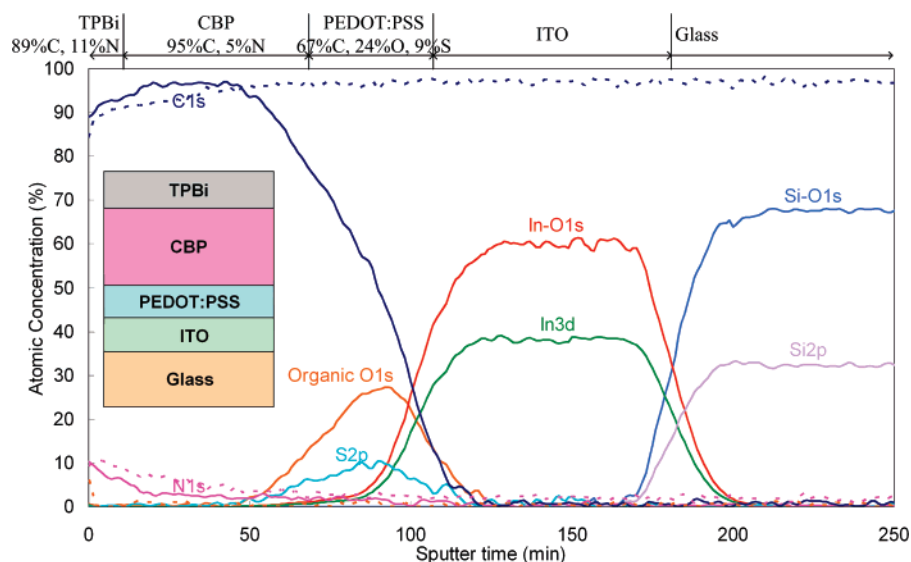 TPBi CBP PEDOT:PSS ITO Glass
89%C, 11%N 95%C, 5%N 67%C, 24%O, 9%S
100
90
80
70
60
50
40
30
20
10
0
Atomic Concentration (%)
C1s
TPBi
CBP
PEDOT:PSS
ITO
Glass
Si-O1s
In-O1s
In3d
Si2p
Organic O1s
S2p
N1s
0 50 100 150 200 250
Sputter time (min)